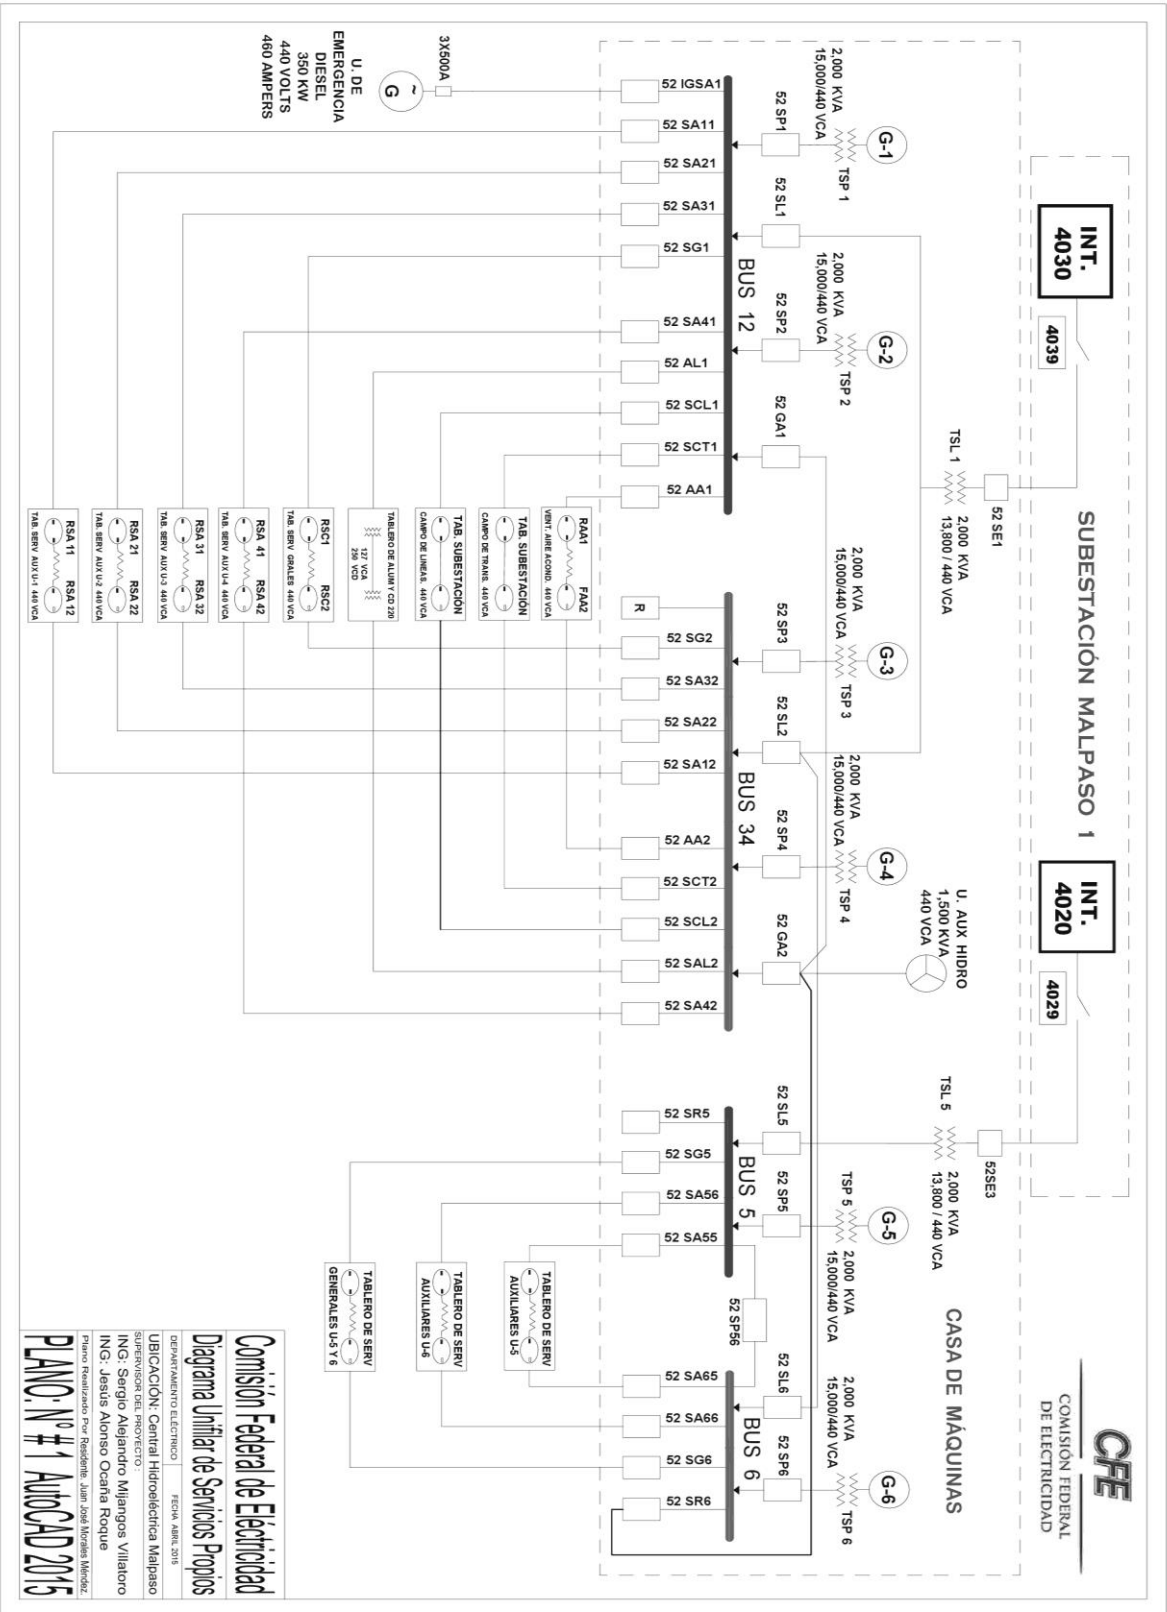 SUBESTACIÓN MALPASO 1
INT.
4030
4039
INT.
4020
4029
CFE
COMISIÓN FEDERAL
DE ELECTRICIDAD
CASA DE MÁQUINAS
52 SE1
TSL 1
2,000 KVA
13,800 / 440 VCA
52SE3
TSL 5
2,000 KVA
13,800 / 440 VCA
U. AUX HIDRO
1,500 KVA
440 VCA
G-1
2,000 KVA
15,000/440 VCA
TSP 1
G-2
2,000 KVA
15,000/440 VCA
TSP 2
G-3
2,000 KVA
15,000/440 VCA
TSP 3
G-4
2,000 KVA
15,000/440 VCA
TSP 4
G-5
TSP 5
2,000 KVA
15,000/440 VCA
G-6
2,000 KVA
15,000/440 VCA
TSP 6
52 SP1
52 SL1
52 SP2
52 GA1
52 SP3
52 SL2
52 SP4
52 GA2
52 SL5
52 SP5
52 SP56
52 SL6
52 SP6
BUS 12
BUS 34
BUS 5
BUS 6
52 IGSA1
52 SA11
52 SA21
52 SA31
52 SG1
52 SA41
52 AL1
52 SCL1
52 SCT1
52 AA1
R
52 SG2
52 SA32
52 SA22
52 SA12
52 AA2
52 SCT2
52 SCL2
52 SAL2
52 SA42
52 SR5
52 SG5
52 SA56
52 SA55
52 SA65
52 SA66
52 SG6
52 SR6
3X500A
~
G
U. DE
EMERGENCIA
DIESEL
350 KW
440 VOLTS
460 AMPERS
RAA1 FAA2
VENT AIRE ACOND. 440 VCA
TAB. SUBESTACIÓN
CAMPO DE TRANS. 440 VCA
TAB. SUBESTACIÓN
CAMPO DE LINEAS. 440 VCA
TABLERO DE ALUM Y CD 220
127 VCA
250 VCD
RSC1 RSC2
TAB. SERV GRALES 440 VCA
RSA 41 RSA 42
TAB. SERV AUX U-4 440 VCA
RSA 31 RSA 32
TAB. SERV AUX U-3 440 VCA
RSA 21 RSA 22
TAB. SERV AUX U-2 440 VCA
RSA 11 RSA 12
TAB. SERV AUX U-1 440 VCA
TABLERO DE SERV
AUXILIARES U-5
TABLERO DE SERV
AUXILIARES U-6
TABLERO DE SERV
GENERALES U-5 Y 6
Comisión Federal de Eléctricidad
Diagrama Unifilar de Servicios Propios
DEPARTAMENTO ELÉCTRICO FECHA ABRIL 2015
UBICACIÓN: Central Hidroeléctrica Malpaso
SUPERVISOR DEL PROYECTO :
ING: Sergio Alejandro Mijangos Villatoro
ING: Jesús Alonso Ocaña Roque
Plano Realizado Por Residente: Juan José Morales Méndez.
PLANO: Nº # 1 AutoCAD 2015